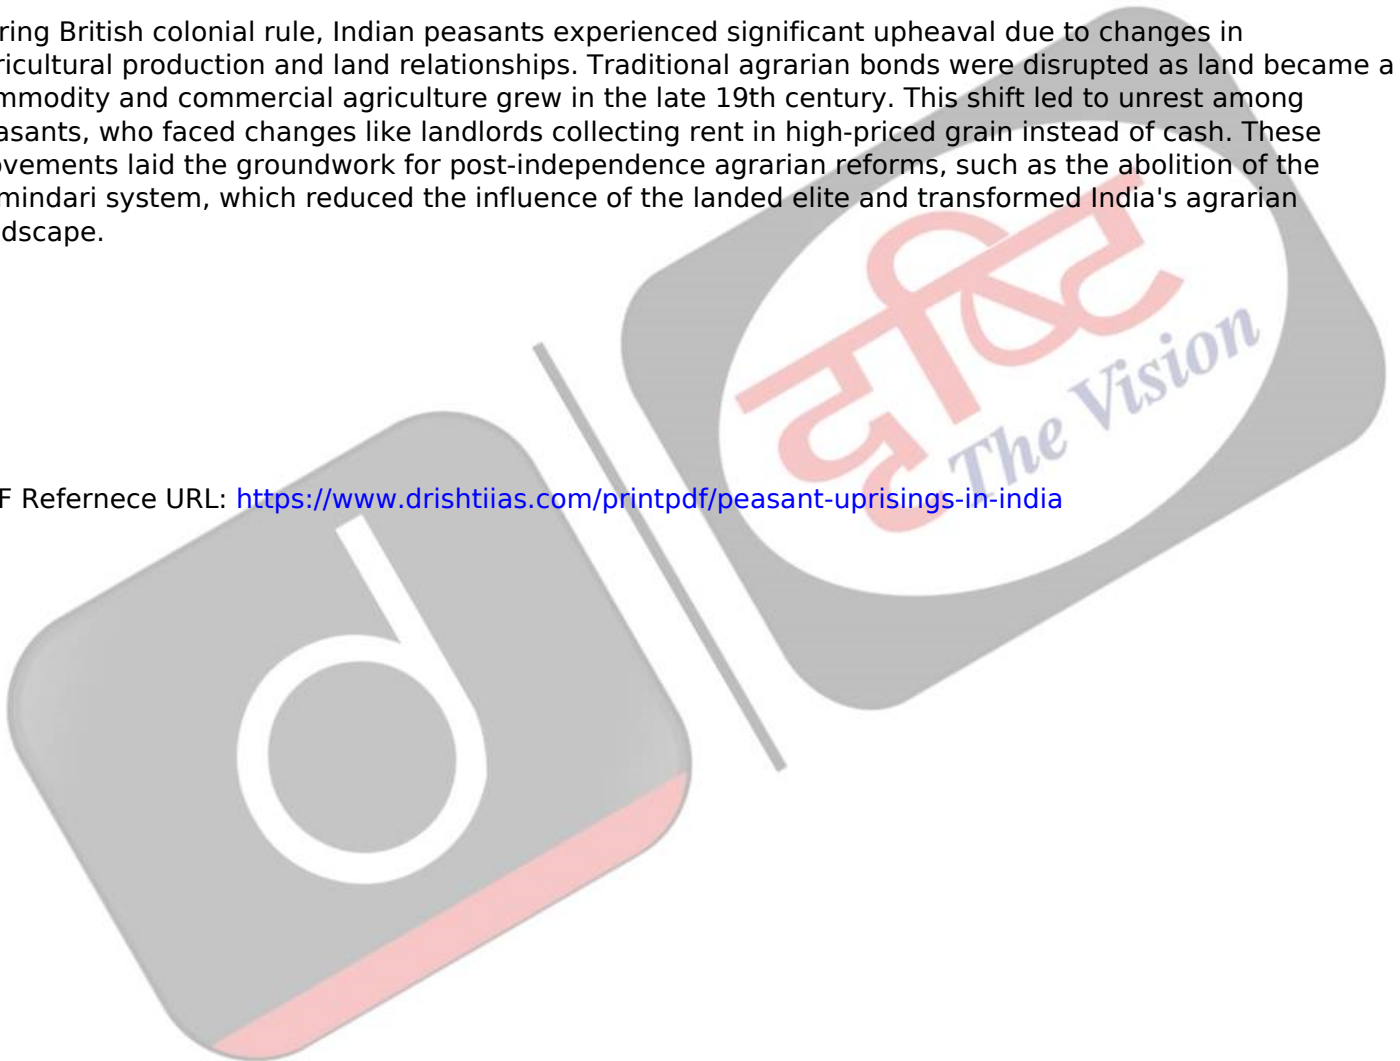 ring British colonial rule, Indian peasants experienced significant upheaval due to changes in
ricultural production and land relationships. Traditional agrarian bonds were disrupted as land became a
mmodity and commercial agriculture grew in the late 19th century. This shift led to unrest among
asants, who faced changes like landlords collecting rent in high-priced grain instead of cash. These
ovements laid the groundwork for post-independence agrarian reforms, such as the abolition of the
mindari system, which reduced the influence of the landed elite and transformed India's agrarian
dscape.
दृष्टि
The Vision
F Refernece URL: https://www.drishtiias.com/printpdf/peasant-uprisings-in-india
d